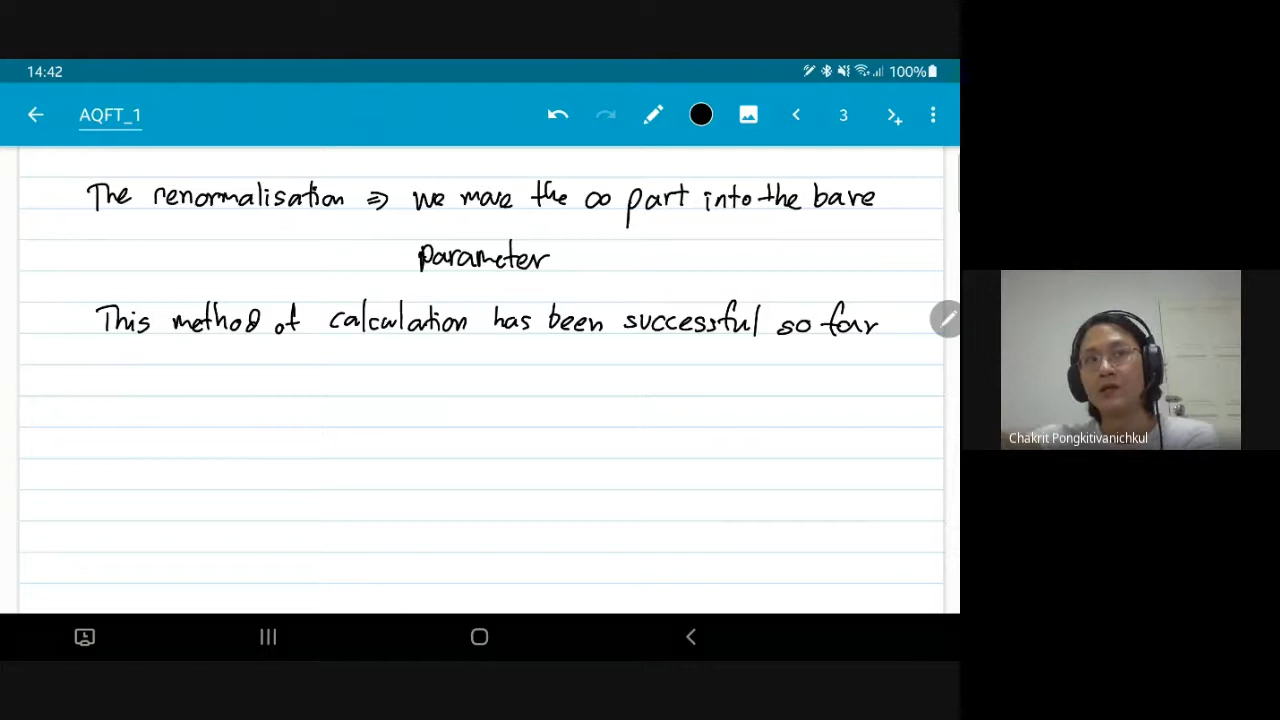 14:42
100%
AQFT_1
3
The renormalisation ⇒ we move the ∞ part into the bare
parameter
This method of calculation has been successful so far
Chakrit Pongkitivanichkul